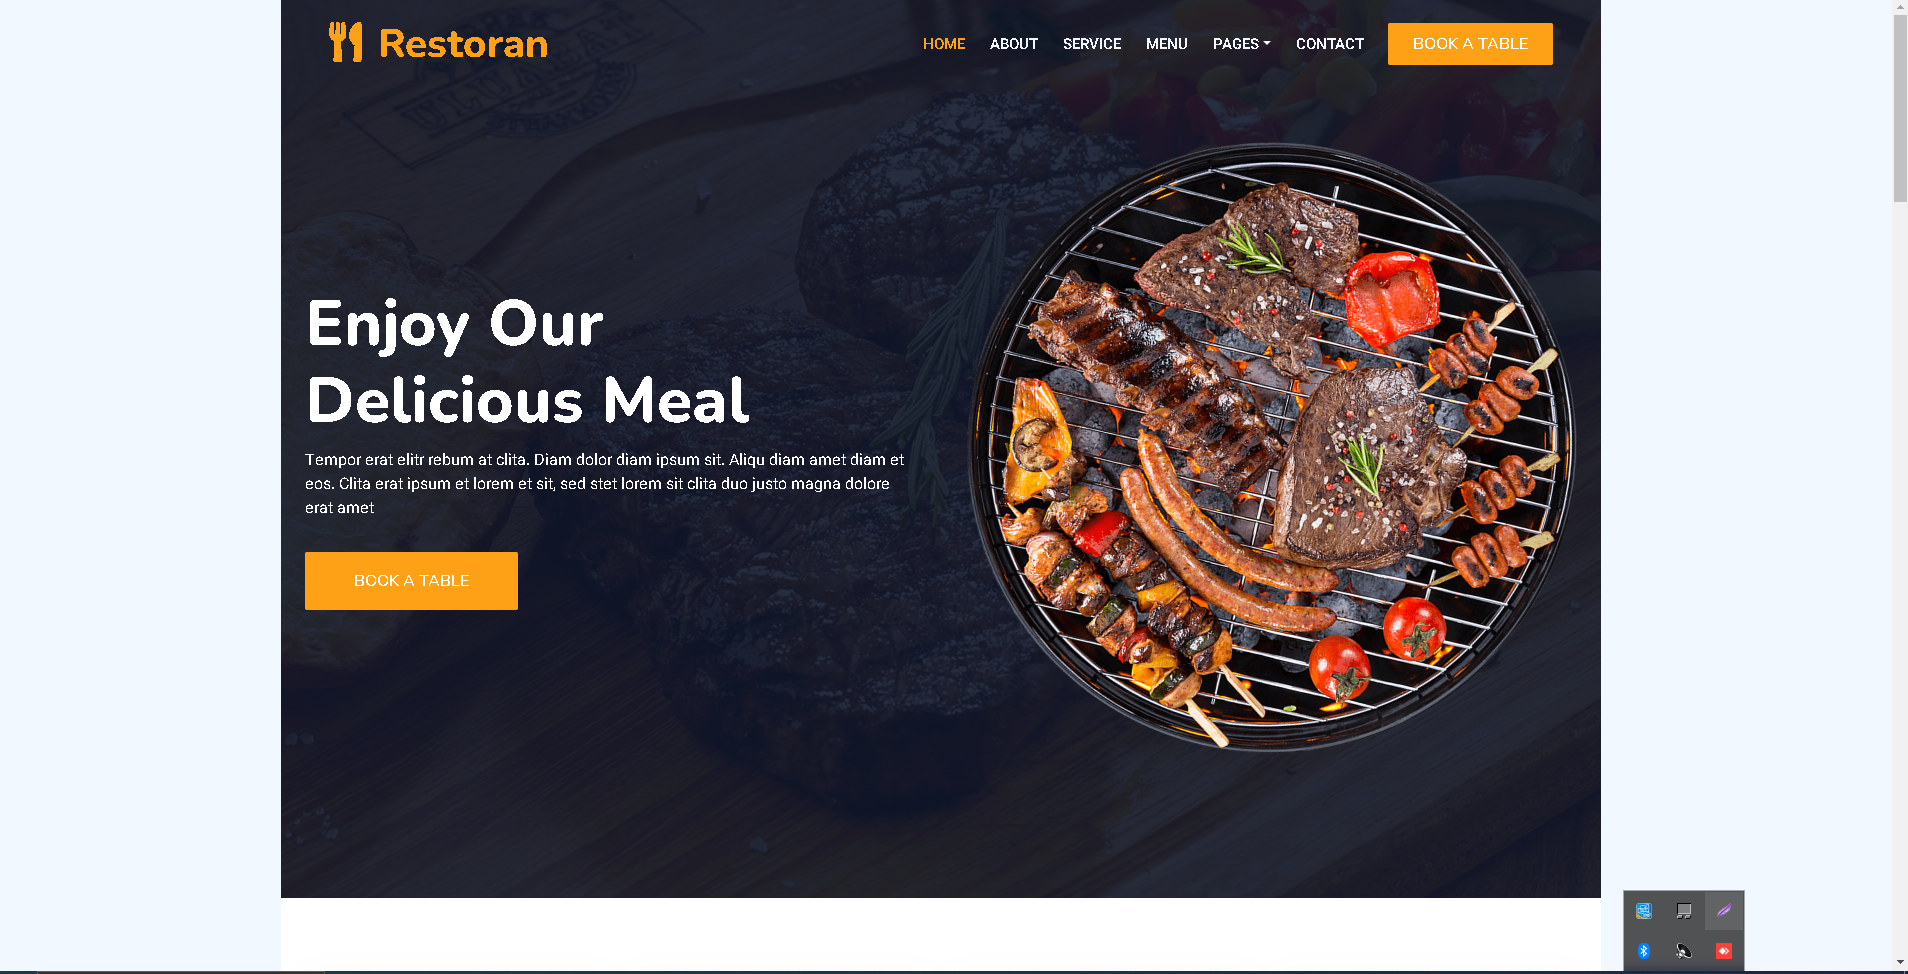 Restoran
HOME ABOUT SERVICE MENU PAGES CONTACT BOOK A TABLE
Enjoy Our
Delicious Meal
Tempor erat elitr rebum at clita. Diam dolor diam ipsum sit. Aliqu diam amet diam et
eos. Clita erat ipsum et lorem et sit, sed stet lorem sit clita duo justo magna dolore
erat amet
BOOK A TABLE